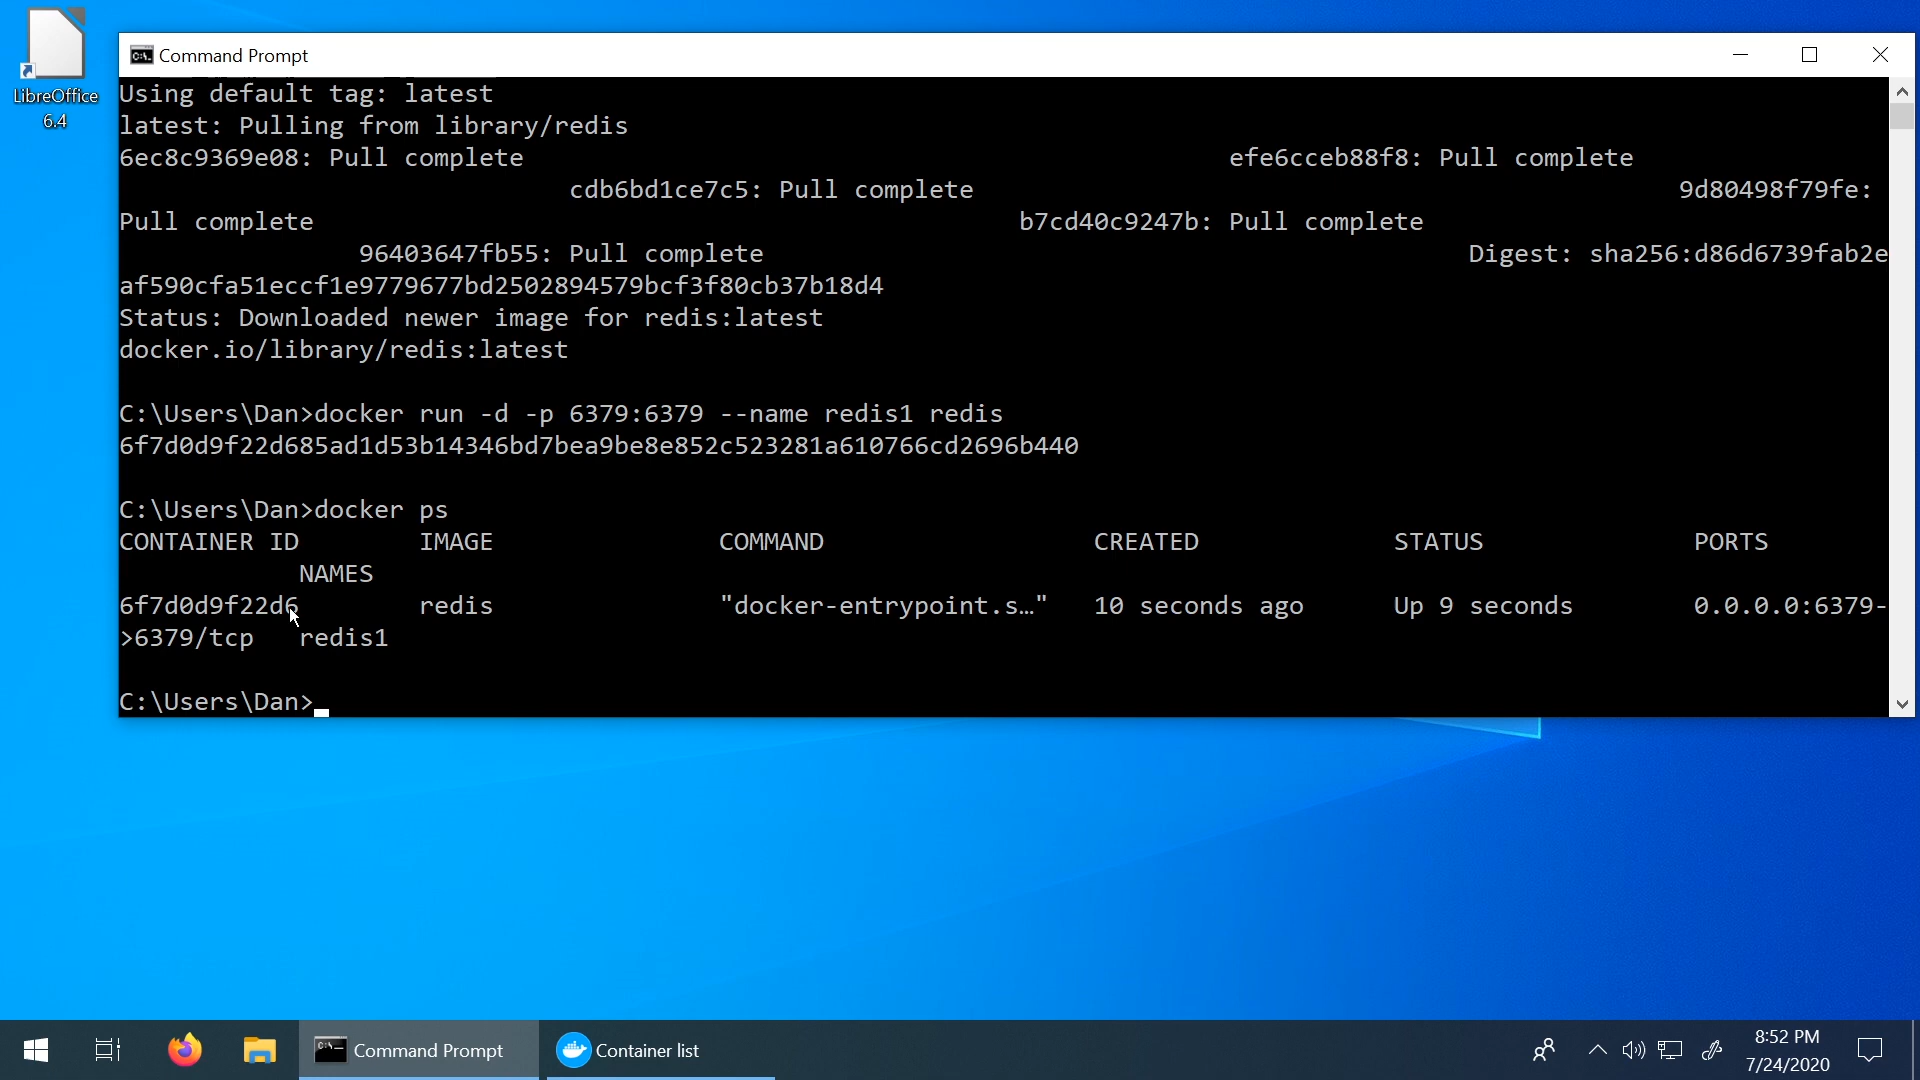 LibreOffice
6.4
Command Prompt
Using default tag: latest
latest: Pulling from library/redis
6ec8c9369e08: Pull complete efe6cceb88f8: Pull complete
cdb6bd1ce7c5: Pull complete 9d80498f79fe:
Pull complete b7cd40c9247b: Pull complete
96403647fb55: Pull complete Digest: sha256:d86d6739fab2e
af590cfa51eccf1e9779677bd2502894579bcf3f80cb37b18d4
Status: Downloaded newer image for redis:latest
docker.io/library/redis:latest
C:\Users\Dan>docker run -d -p 6379:6379 --name redis1 redis
6f7d0d9f22d685ad1d53b14346bd7bea9be8e852c523281a610766cd2696b440
C:\Users\Dan>docker ps
CONTAINER ID IMAGE COMMAND CREATED STATUS PORTS
NAMES
6f7d0d9f22d6 redis "docker-entrypoint.s…" 10 seconds ago Up 9 seconds 0.0.0.0:6379-
>6379/tcp redis1
C:\Users\Dan>
Command Prompt
Container list
8:52 PM
7/24/2020